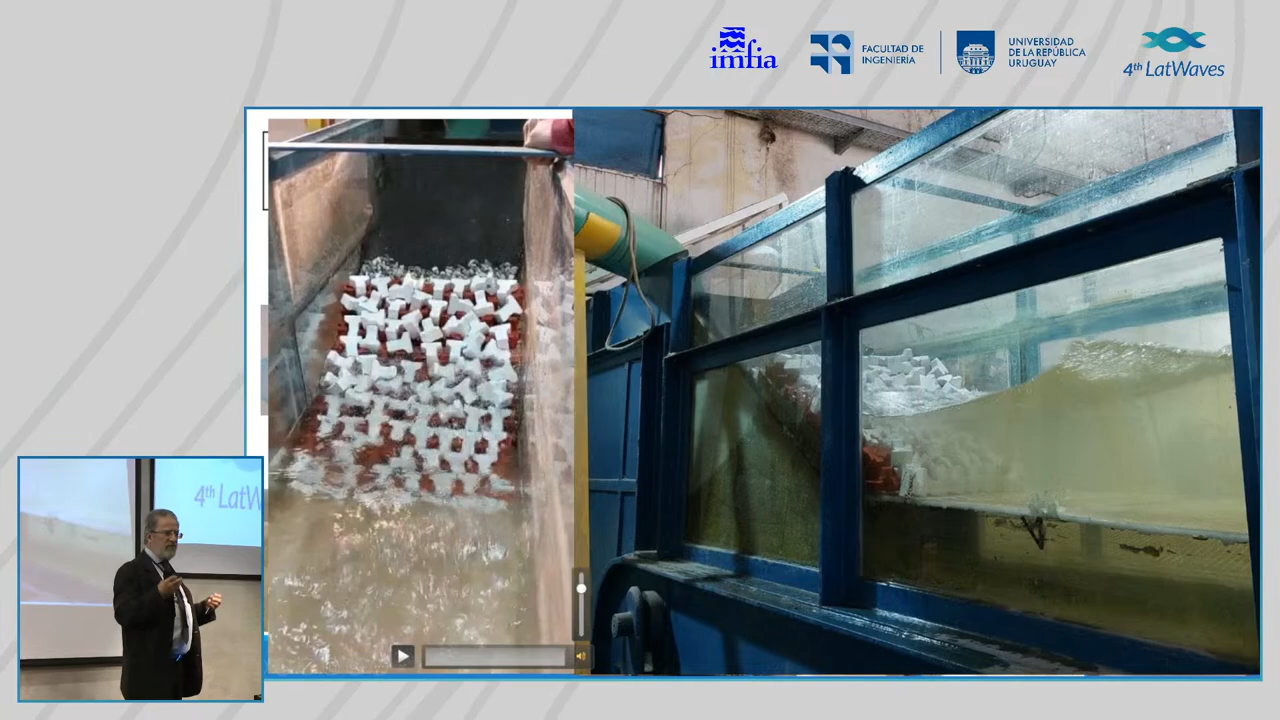 imfia
FACULTAD DE
INGENIERÍA
UNIVERSIDAD
DE LA REPÚBLICA
URUGUAY
4th LatWaves
4th LatW